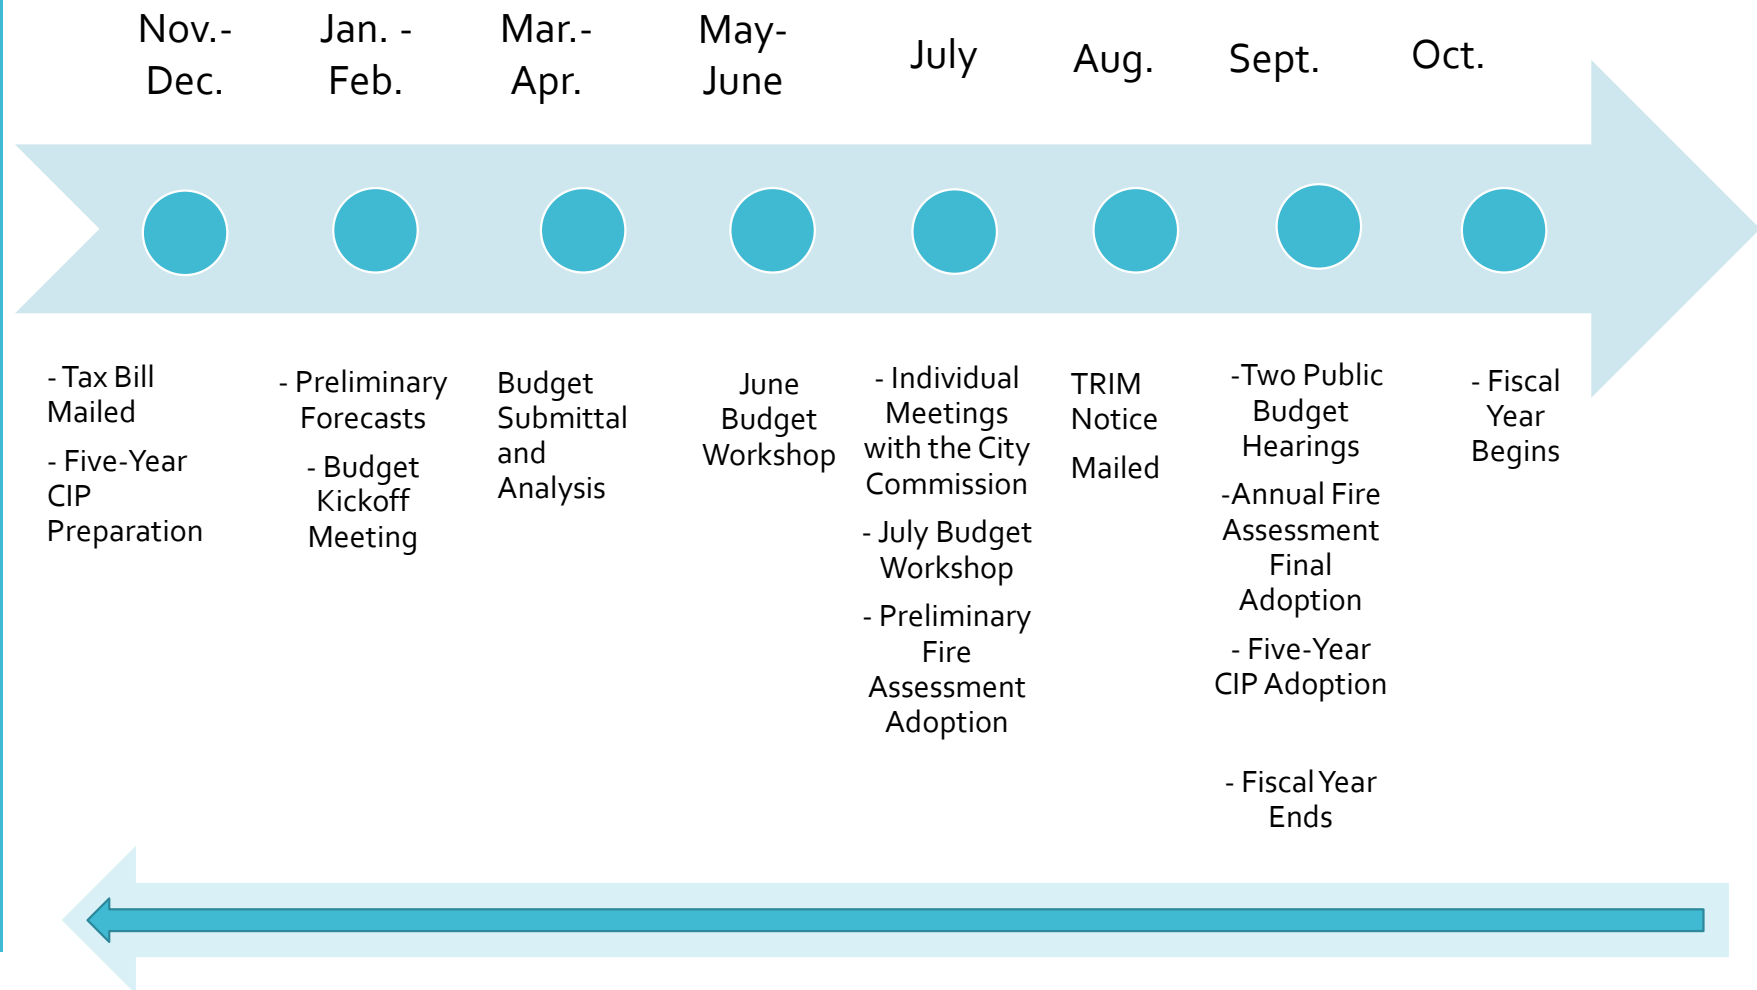 Nov.-
Dec.
Jan. -
Feb.
Mar.-
Apr.
May-
June
July
Aug.
Sept.
Oct.
- Tax Bill
Mailed
- Five-Year
CIP
Preparation
- Preliminary
Forecasts
- Budget
Kickoff
Meeting
Budget
Submittal
and
Analysis
June
Budget
Workshop
- Individual
Meetings
with the City
Commission
- July Budget
Workshop
- Preliminary
Fire
Assessment
Adoption
TRIM
Notice
Mailed
-Two Public
Budget
Hearings
-Annual Fire
Assessment
Final
Adoption
- Five-Year
CIP Adoption
- Fiscal Year
Ends
- Fiscal
Year
Begins